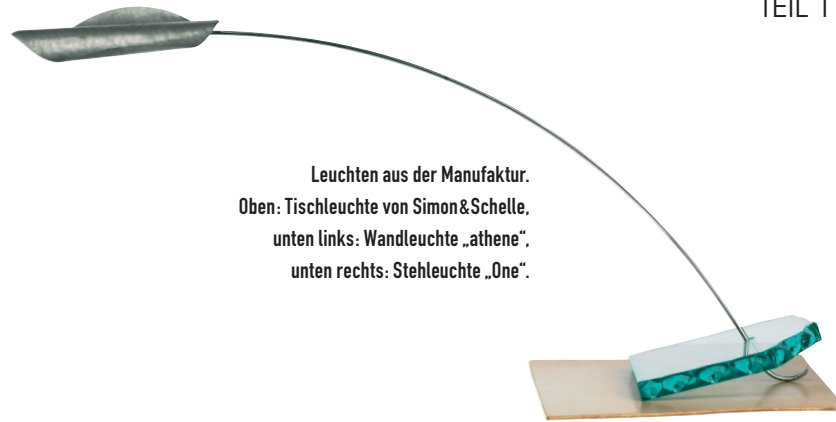 TEIL 1
Leuchten aus der Manufaktur.
Oben: Tischleuchte von Simon&Schelle,
unten links: Wandleuchte „athene“,
unten rechts: Stehleuchte „One“.